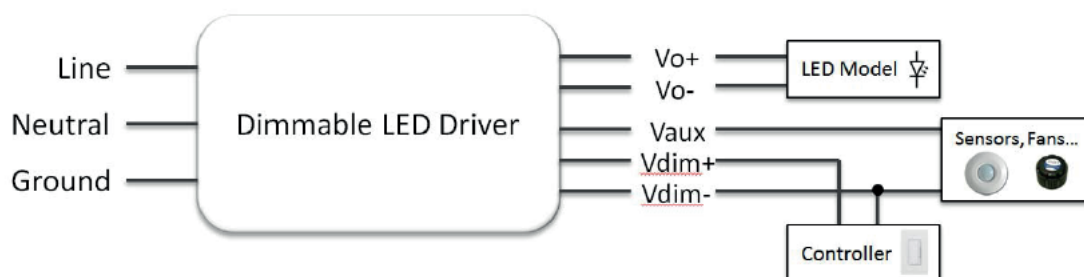 Line
Neutral
Ground
Dimmable LED Driver
Vo+
Vo-
Vaux
Vdim+
Vdim-
LED Model
Sensors, Fans...
Controller